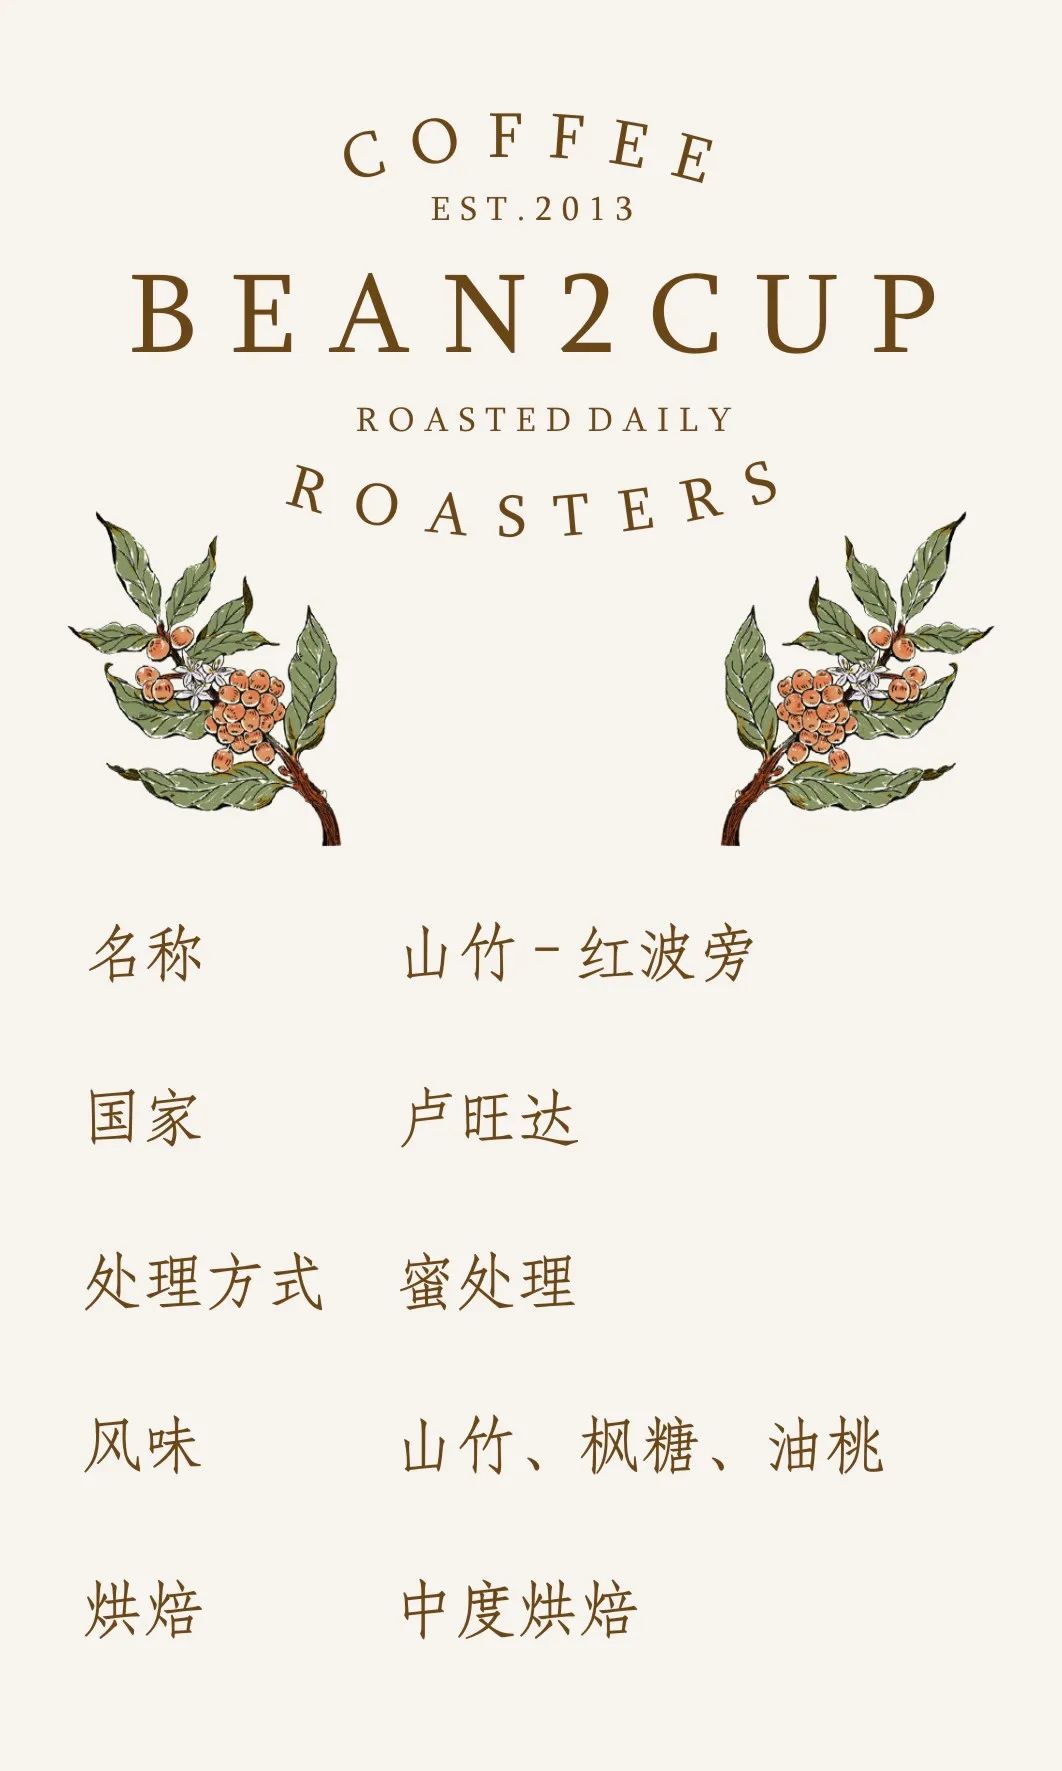 COFFEE
EST.2013
BEAN2CUP
ROASTED DAILY
ROASTERS
名称 山竹-红波旁
国家 卢旺达
处理方式 蜜处理
风味 山竹、枫糖、油桃
烘焙 中度烘焙